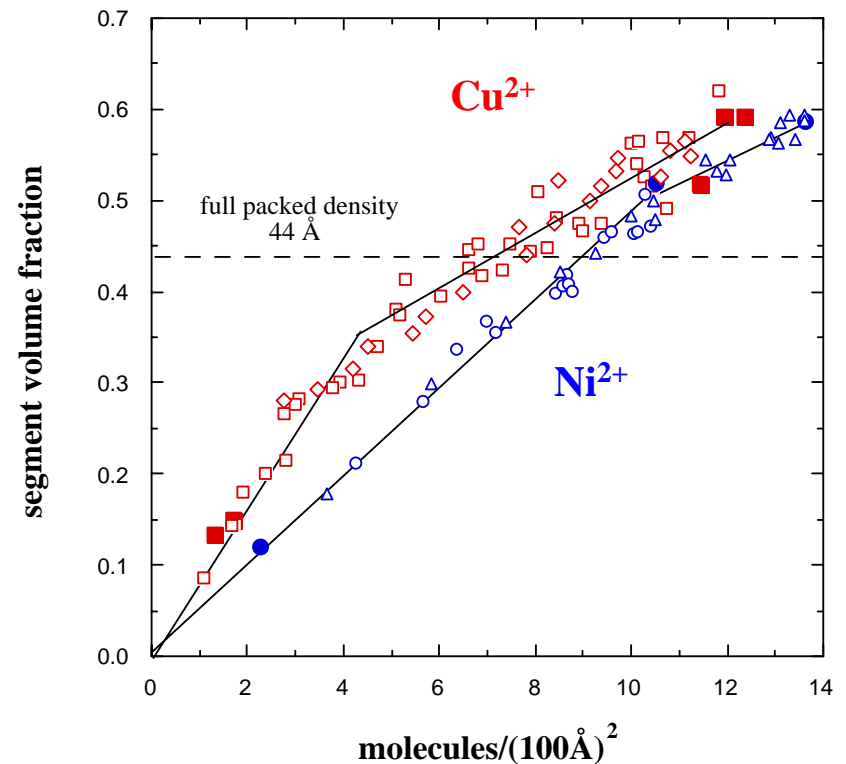 0.7
0.6
0.5
0.4
0.3
0.2
0.1
0.0
segment volume fraction
Cu²⁺
full packed density
44 Å
Ni²⁺
0 2 4 6 8 10 12 14
molecules/(100Å)²